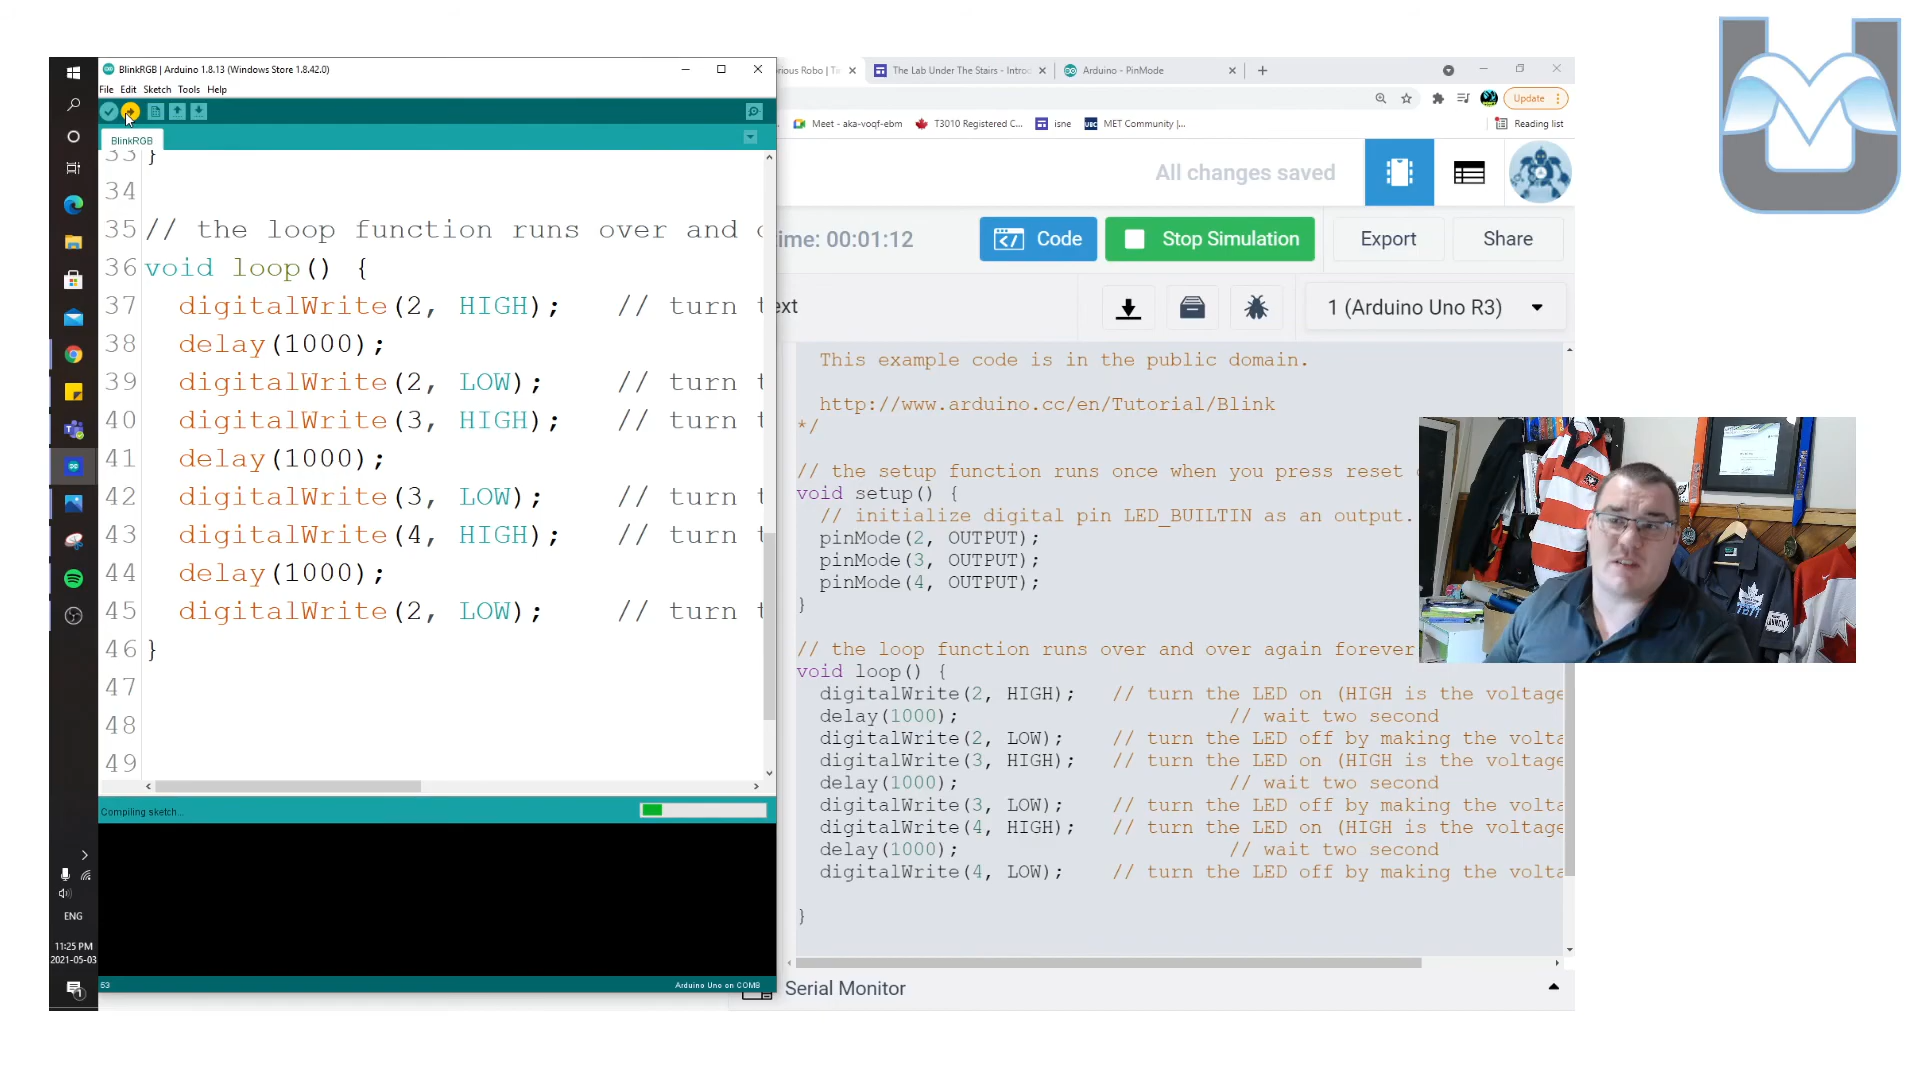 BlinkRGB | Arduino 1.8.13 (Windows Store 1.8.42.0)
File Edit Sketch Tools Help
BlinkRGB
33 }
34
35 // the loop function runs over and
36 void loop() {
37 digitalWrite(2, HIGH); // turn t
38 delay(1000);
39 digitalWrite(2, LOW); // turn t
40 digitalWrite(3, HIGH); // turn t
41 delay(1000);
42 digitalWrite(3, LOW); // turn t
43 digitalWrite(4, HIGH); // turn t
44 delay(1000);
45 digitalWrite(2, LOW); // turn t
46 }
47
48
49
Compiling sketch...
53
Arduino Uno on COM8
ENG
11:25 PM
2021-05-03
1
rious Robo | Ti
The Lab Under The Stairs - Introd
Arduino - PinMode
Update
Meet - aka-voqf-ebm
T3010 Registered C...
isne
UBC MET Community |...
Reading list
All changes saved
time: 00:01:12
Code
Stop Simulation
Export
Share
ext
1 (Arduino Uno R3)
This example code is in the public domain.
http://www.arduino.cc/en/Tutorial/Blink
*/
// the setup function runs once when you press reset
void setup() {
// initialize digital pin LED_BUILTIN as an output.
pinMode(2, OUTPUT);
pinMode(3, OUTPUT);
pinMode(4, OUTPUT);
}
// the loop function runs over and over again forever
void loop() {
digitalWrite(2, HIGH); // turn the LED on (HIGH is the voltage
delay(1000); // wait two second
digitalWrite(2, LOW); // turn the LED off by making the volta
digitalWrite(3, HIGH); // turn the LED on (HIGH is the voltage
delay(1000); // wait two second
digitalWrite(3, LOW); // turn the LED off by making the volta
digitalWrite(4, HIGH); // turn the LED on (HIGH is the voltage
delay(1000); // wait two second
digitalWrite(4, LOW); // turn the LED off by making the volta
}
Serial Monitor